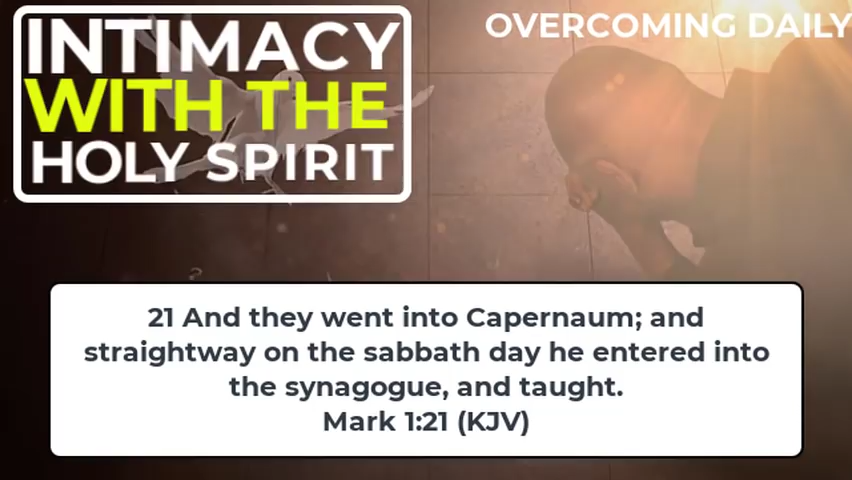 INTIMACY
WITH THE
HOLY SPIRIT
OVERCOMING DAILY
21 And they went into Capernaum; and
straightway on the sabbath day he entered into
the synagogue, and taught.
Mark 1:21 (KJV)